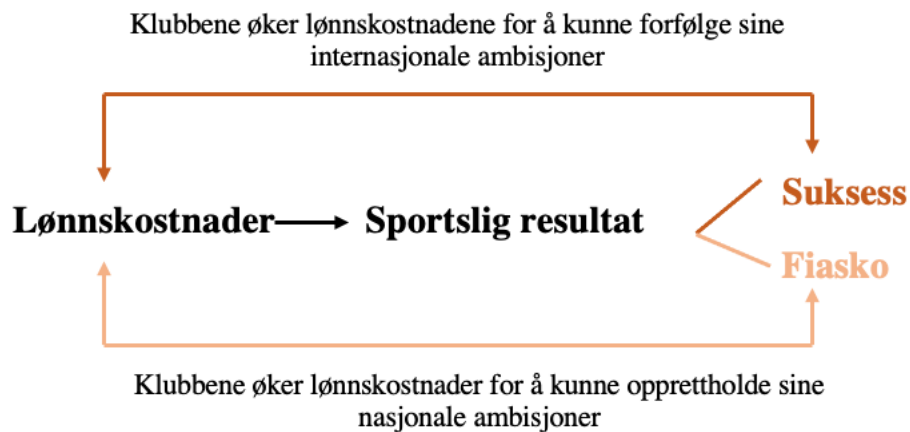 Klubbene øker lønnskostnadene for å kunne forfølge sine
internasjonale ambisjoner
Suksess
Lønnskostnader
Sportslig resultat
Fiasko
Klubbene øker lønnskostnader for å kunne opprettholde sine
nasjonale ambisjoner